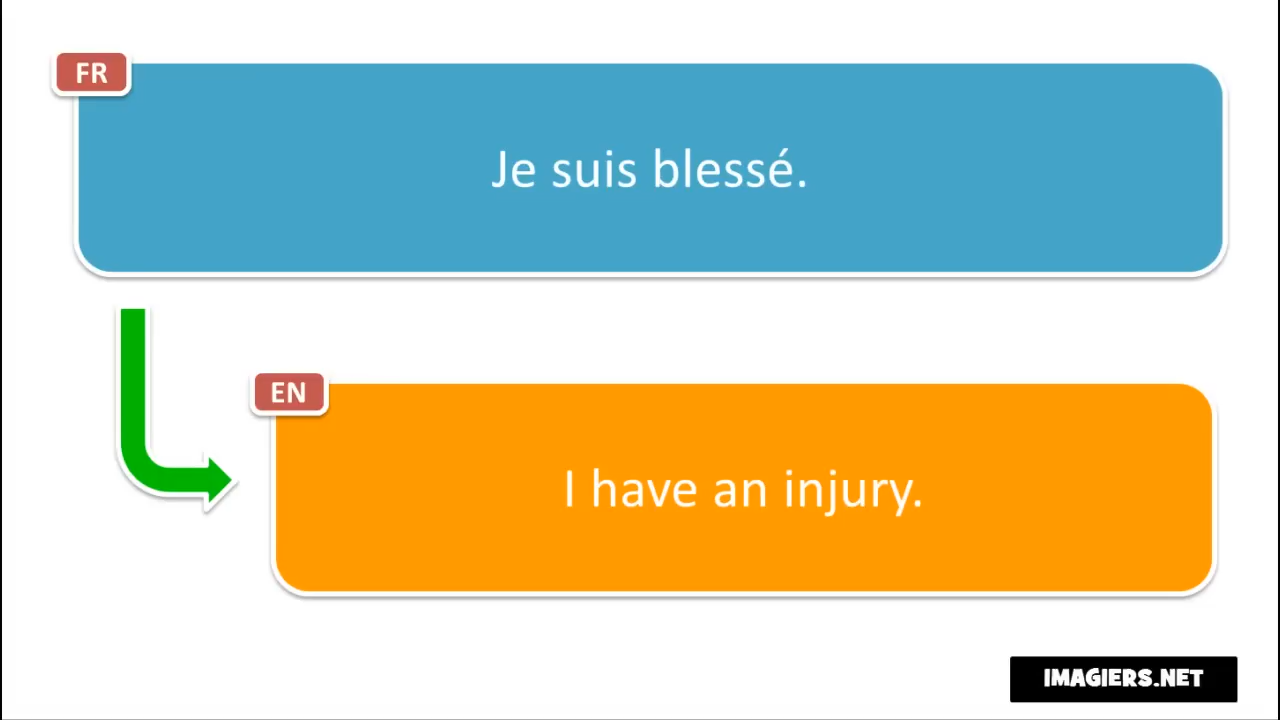 FR
Je suis blessé.
EN
I have an injury.
IMAGIERS.NET